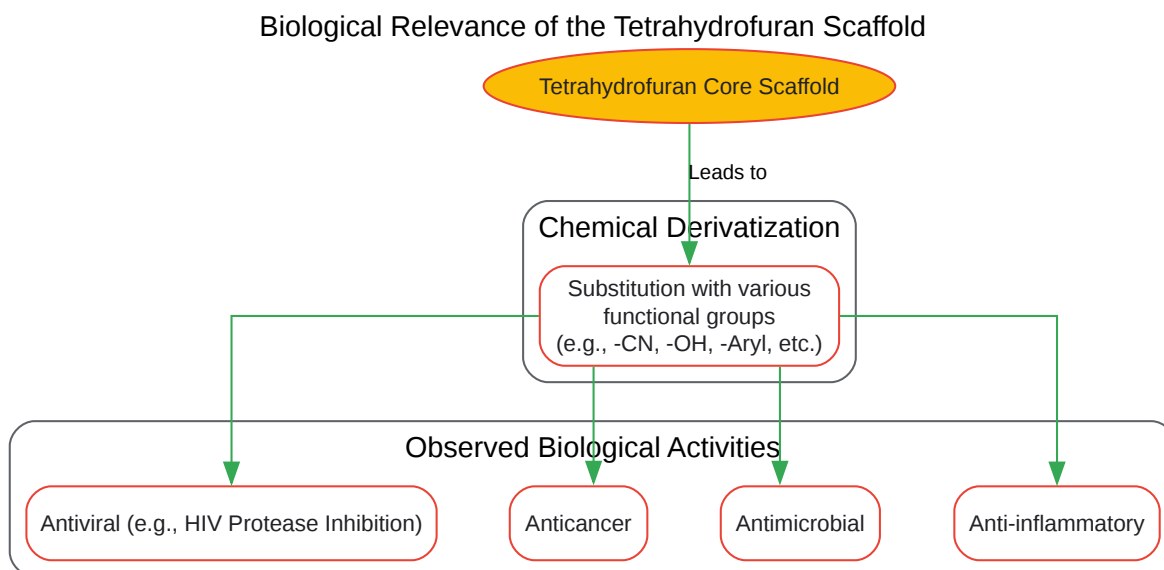 Biological Relevance of the Tetrahydrofuran Scaffold
Tetrahydrofuran Core Scaffold
Leads to
Chemical Derivatization
Substitution with various
functional groups
(e.g., -CN, -OH, -Aryl, etc.)
Observed Biological Activities
Antiviral (e.g., HIV Protease Inhibition)
Anticancer
Antimicrobial
Anti-inflammatory